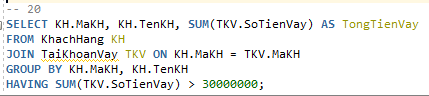 -- 20
SELECT KH.MaKH, KH.TenKH, SUM(TKV.SoTienVay) AS TongTienVay
FROM KhachHang KH
JOIN TaiKhoanVay TKV ON KH.MaKH = TKV.MaKH
GROUP BY KH.MaKH, KH.TenKH
HAVING SUM(TKV.SoTienVay) > 30000000;